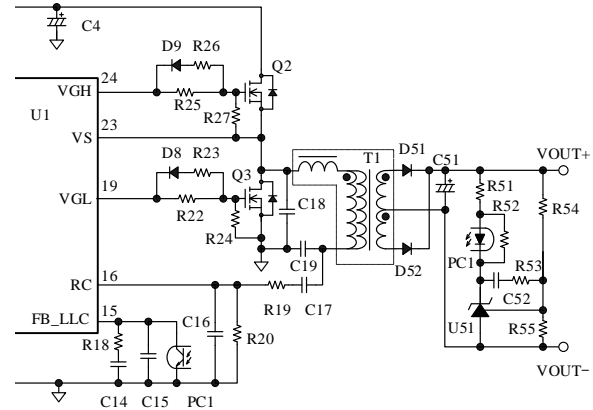 C4
D9 R26
Q2
24
VGH
R25
U1
R27
23
VS
T1
D51
C51
VOUT+
D8 R23
Q3
R51
R52
R54
19
VGL
R22
C18
R24
PC1
C19
D52
R53
16
RC
C52
R19
C17
U51
R55
15
FB_LLC
C16
R20
R18
VOUT−
C14
C15
PC1